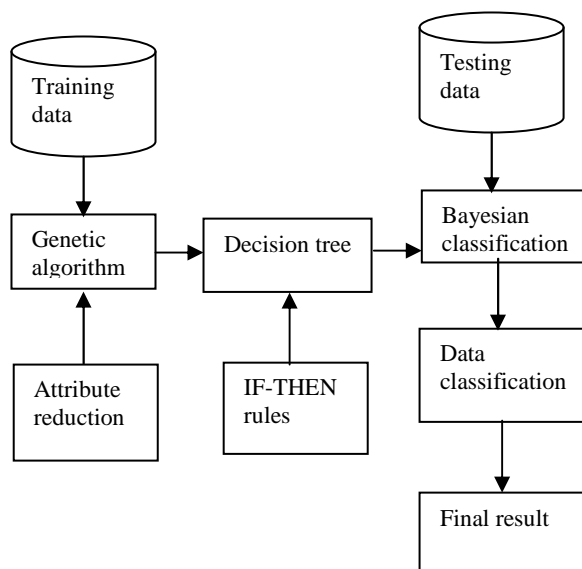 Training
data
Testing
data
Genetic
algorithm
Decision tree
Bayesian
classification
Attribute
reduction
IF-THEN
rules
Data
classification
Final result